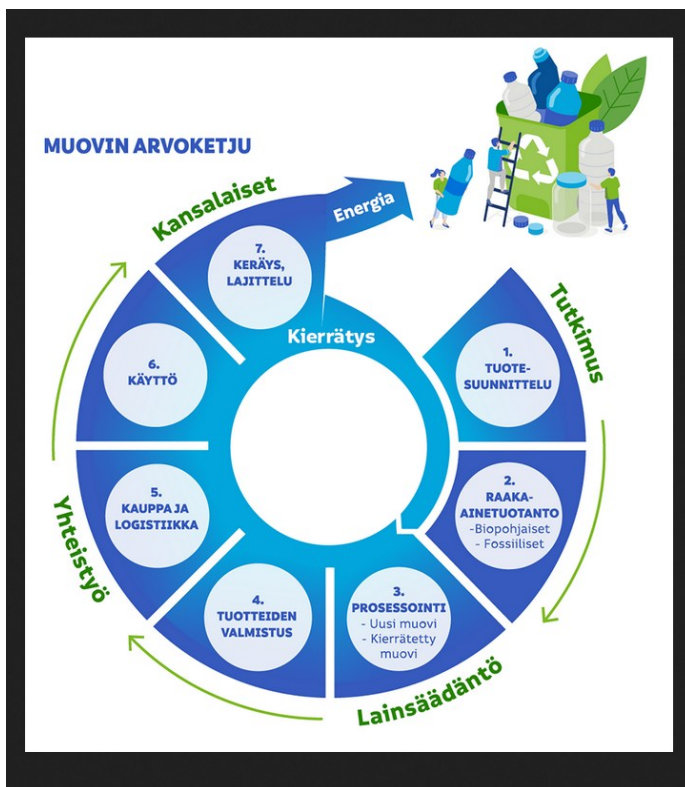 MUOVIN ARVOKETJU
Kansalaiset
Energia
7.
KERÄYS,
LAJITTELU
Kierrätys
Tutkimus
1.
TUOTE-
SUUNNITTELU
2.
RAAKA-
AINETUOTANTO
-Biopohjaiset
- Fossiiliset
3.
PROSESSOINTI
- Uusi muovi
- Kierrätetty
muovi
Lainsäädäntö
4.
TUOTTEIDEN
VALMISTUS
5.
KAUPPA JA
LOGISTIIKKA
Yhteistyö
6.
KÄYTTÖ